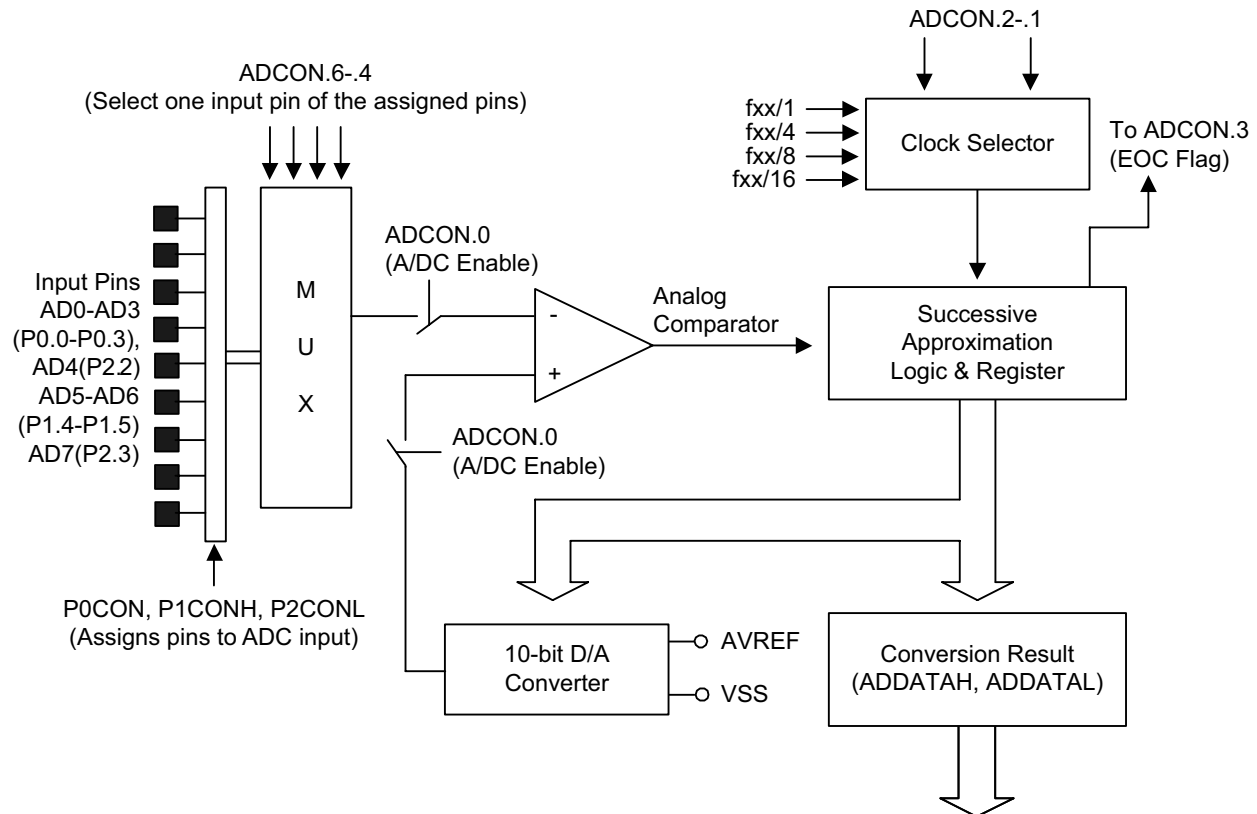 ADCON.2-.1
ADCON.6-.4
(Select one input pin of the assigned pins)
fxx/1
fxx/4
fxx/8
fxx/16
Clock Selector
To ADCON.3
(EOC Flag)
Input Pins
AD0-AD3
(P0.0-P0.3),
AD4(P2.2)
AD5-AD6
(P1.4-P1.5)
AD7(P2.3)
M
U
X
ADCON.0
(A/DC Enable)
-
+
Analog
Comparator
Successive
Approximation
Logic & Register
ADCON.0
(A/DC Enable)
P0CON, P1CONH, P2CONL
(Assigns pins to ADC input)
10-bit D/A
Converter
AVREF
VSS
Conversion Result
(ADDATAH, ADDATAL)